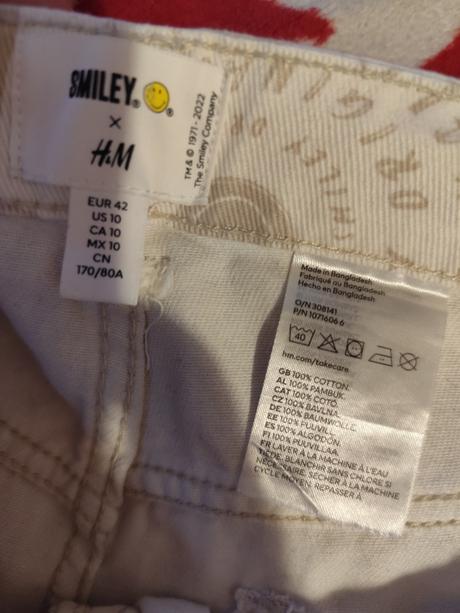 SMILEY®
×
H&M
TM & © 1971 - 2022
The Smiley Company
EUR 42
US 10
CA 10
MX 10
CN
170/80A
Made in Bangladesh
Fabriqué au Bangladesh
Hecho en Bangladesh
O/N 308141
P/N 1071606 6
40
hm.com/takecare
GB 100% COTTON.
AL 100% PAMBUK.
CAT 100% COTÓ.
CZ 100% BAVLNA.
DE 100% BAUMWOLLE.
EE 100% PUUVILL.
ES 100% ALGODÓN.
FI 100% PUUVILLAA.
FR LAVER À LA MACHINE À L'EAU
TIÈDE, BLANCHIR SANS CHLORE SI
NÉCESSAIRE, SÉCHER À LA MACHINE
CYCLE MOYEN, REPASSER À
SMILEY OR